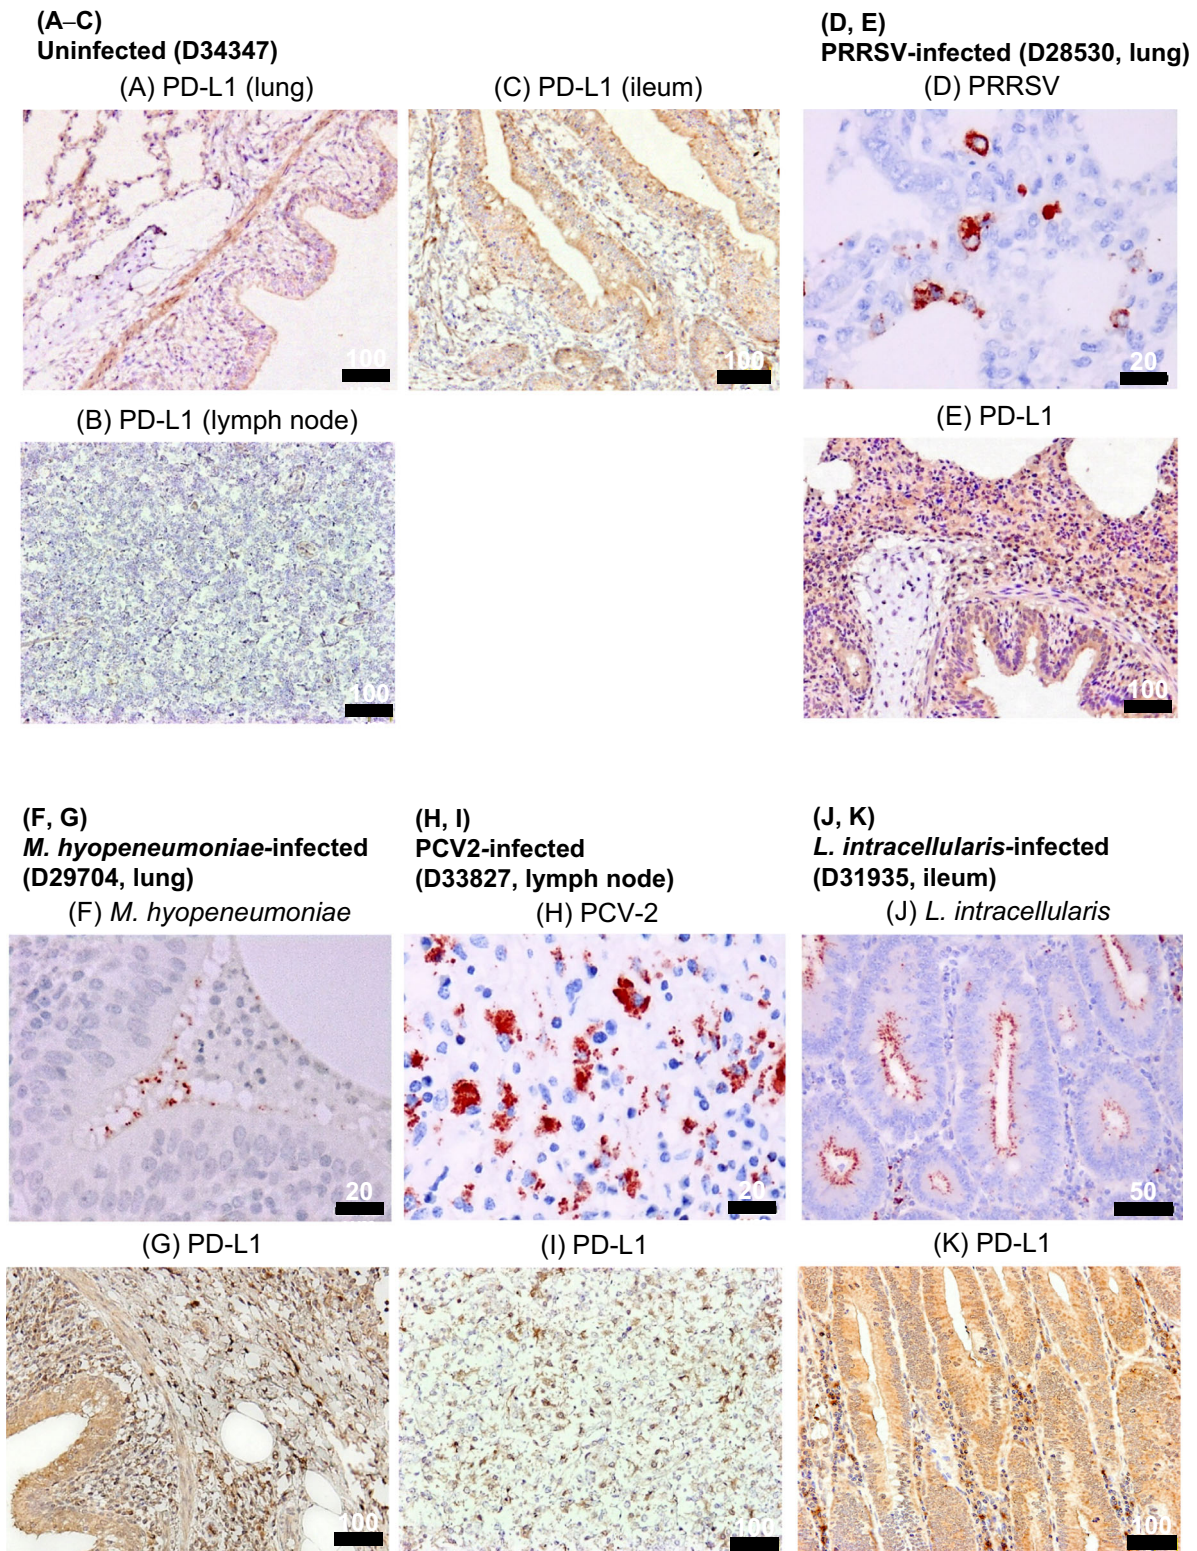 (A–C)
Uninfected (D34347)
(A) PD-L1 (lung)
100
(B) PD-L1 (lymph node)
100
(C) PD-L1 (ileum)
100
(D, E)
PRRSV-infected (D28530, lung)
(D) PRRSV
20
(E) PD-L1
100
(F, G)
M. hyopeneumoniae-infected
(D29704, lung)
(F) M. hyopeneumoniae
20
(G) PD-L1
100
(H, I)
PCV2-infected
(D33827, lymph node)
(H) PCV-2
20
(I) PD-L1
100
(J, K)
L. intracellularis-infected
(D31935, ileum)
(J) L. intracellularis
50
(K) PD-L1
100